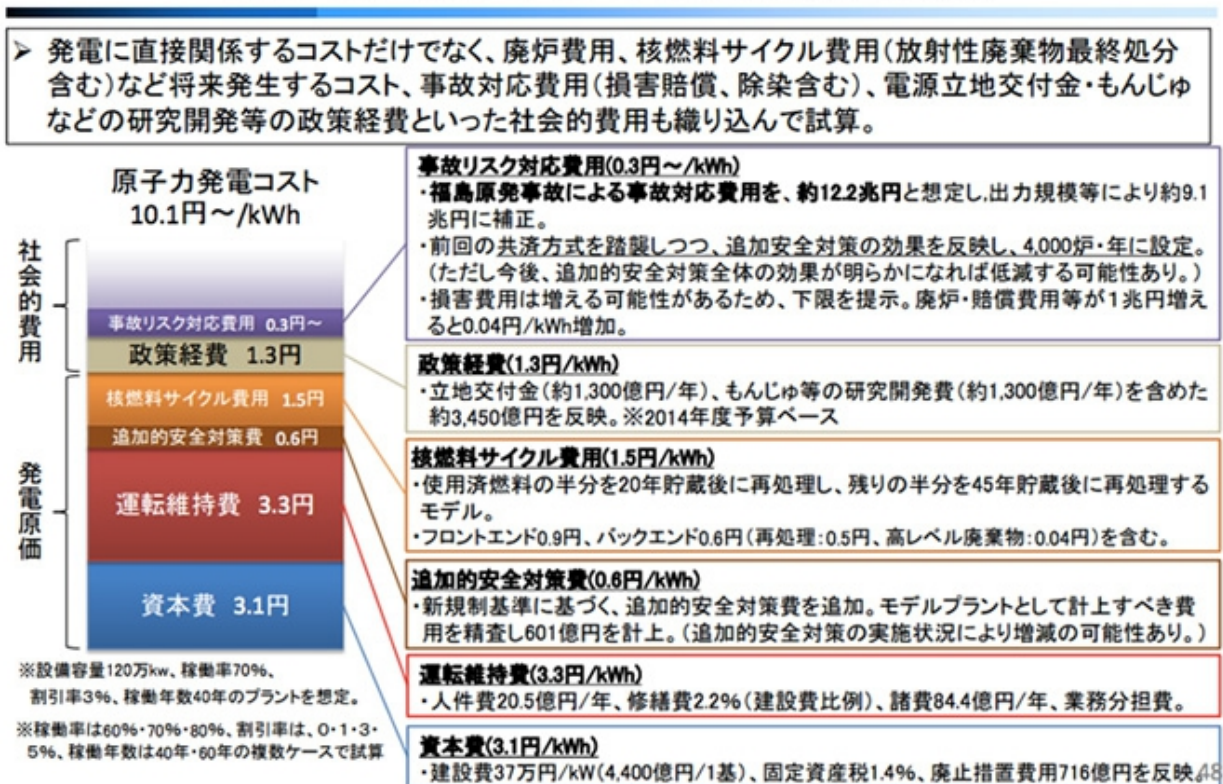 ➢ 発電に直接関係するコストだけでなく、廃炉費用、核燃料サイクル費用(放射性廃棄物最終処分
含む)など将来発生するコスト、事故対応費用(損害賠償、除染含む)、電源立地交付金・もんじゅ
などの研究開発等の政策経費といった社会的費用も織り込んで試算。
原子力発電コスト
10.1円～/kWh
社会的費用
事故リスク対応費用 0.3円～
政策経費 1.3円
発電原価
核燃料サイクル費用 1.5円
追加的安全対策費 0.6円
運転維持費 3.3円
資本費 3.1円
※設備容量120万kw、稼働率70%、
割引率3%、稼働年数40年のプラントを想定。
※稼働率は60%・70%・80%、割引率は、0・1・3・
5%、稼働年数は40年・60年の複数ケースで試算
事故リスク対応費用(0.3円～/kWh)
・福島原発事故による事故対応費用を、約12.2兆円と想定し、出力規模等により約9.1
兆円に補正。
・前回の共済方式を踏襲しつつ、追加安全対策の効果を反映し、4,000炉・年に設定。
(ただし今後、追加的安全対策全体の効果が明らかになれば低減する可能性あり。)
・損害費用は増える可能性があるため、下限を提示。廃炉・賠償費用等が1兆円増え
ると0.04円/kWh増加。
政策経費(1.3円/kWh)
・立地交付金(約1,300億円/年)、もんじゅ等の研究開発費(約1,300億円/年)を含めた
約3,450億円を反映。※2014年度予算ベース
核燃料サイクル費用(1.5円/kWh)
・使用済燃料の半分を20年貯蔵後に再処理し、残りの半分を45年貯蔵後に再処理する
モデル。
・フロントエンド0.9円、バックエンド0.6円(再処理:0.5円、高レベル廃棄物:0.04円)を含む。
追加的安全対策費(0.6円/kWh)
・新規制基準に基づく、追加的安全対策費を追加。モデルプラントとして計上すべき費
用を精査し601億円を計上。(追加的安全対策の実施状況により増減の可能性あり。)
運転維持費(3.3円/kWh)
・人件費20.5億円/年、修繕費2.2%(建設費比例)、諸費84.4億円/年、業務分担費。
資本費(3.1円/kWh)
・建設費37万円/kW(4,400億円/1基)、固定資産税1.4%、廃止措置費用716億円を反映。
48